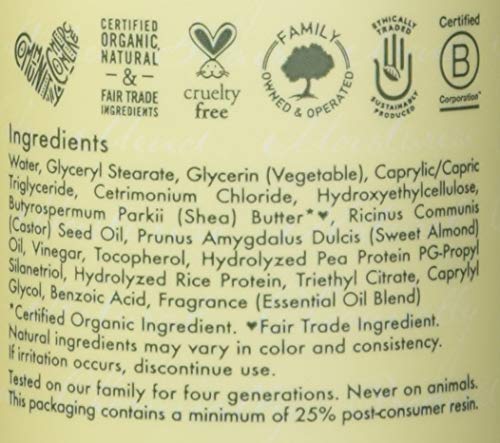 COMMUNITY COMMERCE
CERTIFIED
ORGANIC,
NATURAL
&
FAIR TRADE
INGREDIENTS
cruelty
free
FAMILY
OWNED & OPERATED
ETHICALLY
TRADED
SUSTAINABLY
PRODUCED
Certified
B
Corporation™
Ingredients
Water, Glyceryl Stearate, Glycerin (Vegetable), Caprylic/Capric
Triglyceride, Cetrimonium Chloride, Hydroxyethylcellulose,
Butyrospermum Parkii (Shea) Butter*♥, Ricinus Communis
(Castor) Seed Oil, Prunus Amygdalus Dulcis (Sweet Almond)
Oil, Vinegar, Tocopherol, Hydrolyzed Pea Protein PG-Propyl
Silanetriol, Hydrolyzed Rice Protein, Triethyl Citrate, Caprylyl
Glycol, Benzoic Acid, Fragrance (Essential Oil Blend)
*Certified Organic Ingredient. ♥Fair Trade Ingredient.
Natural ingredients may vary in color and consistency.
If irritation occurs, discontinue use.
Tested on our family for four generations. Never on animals.
This packaging contains a minimum of 25% post-consumer resin.